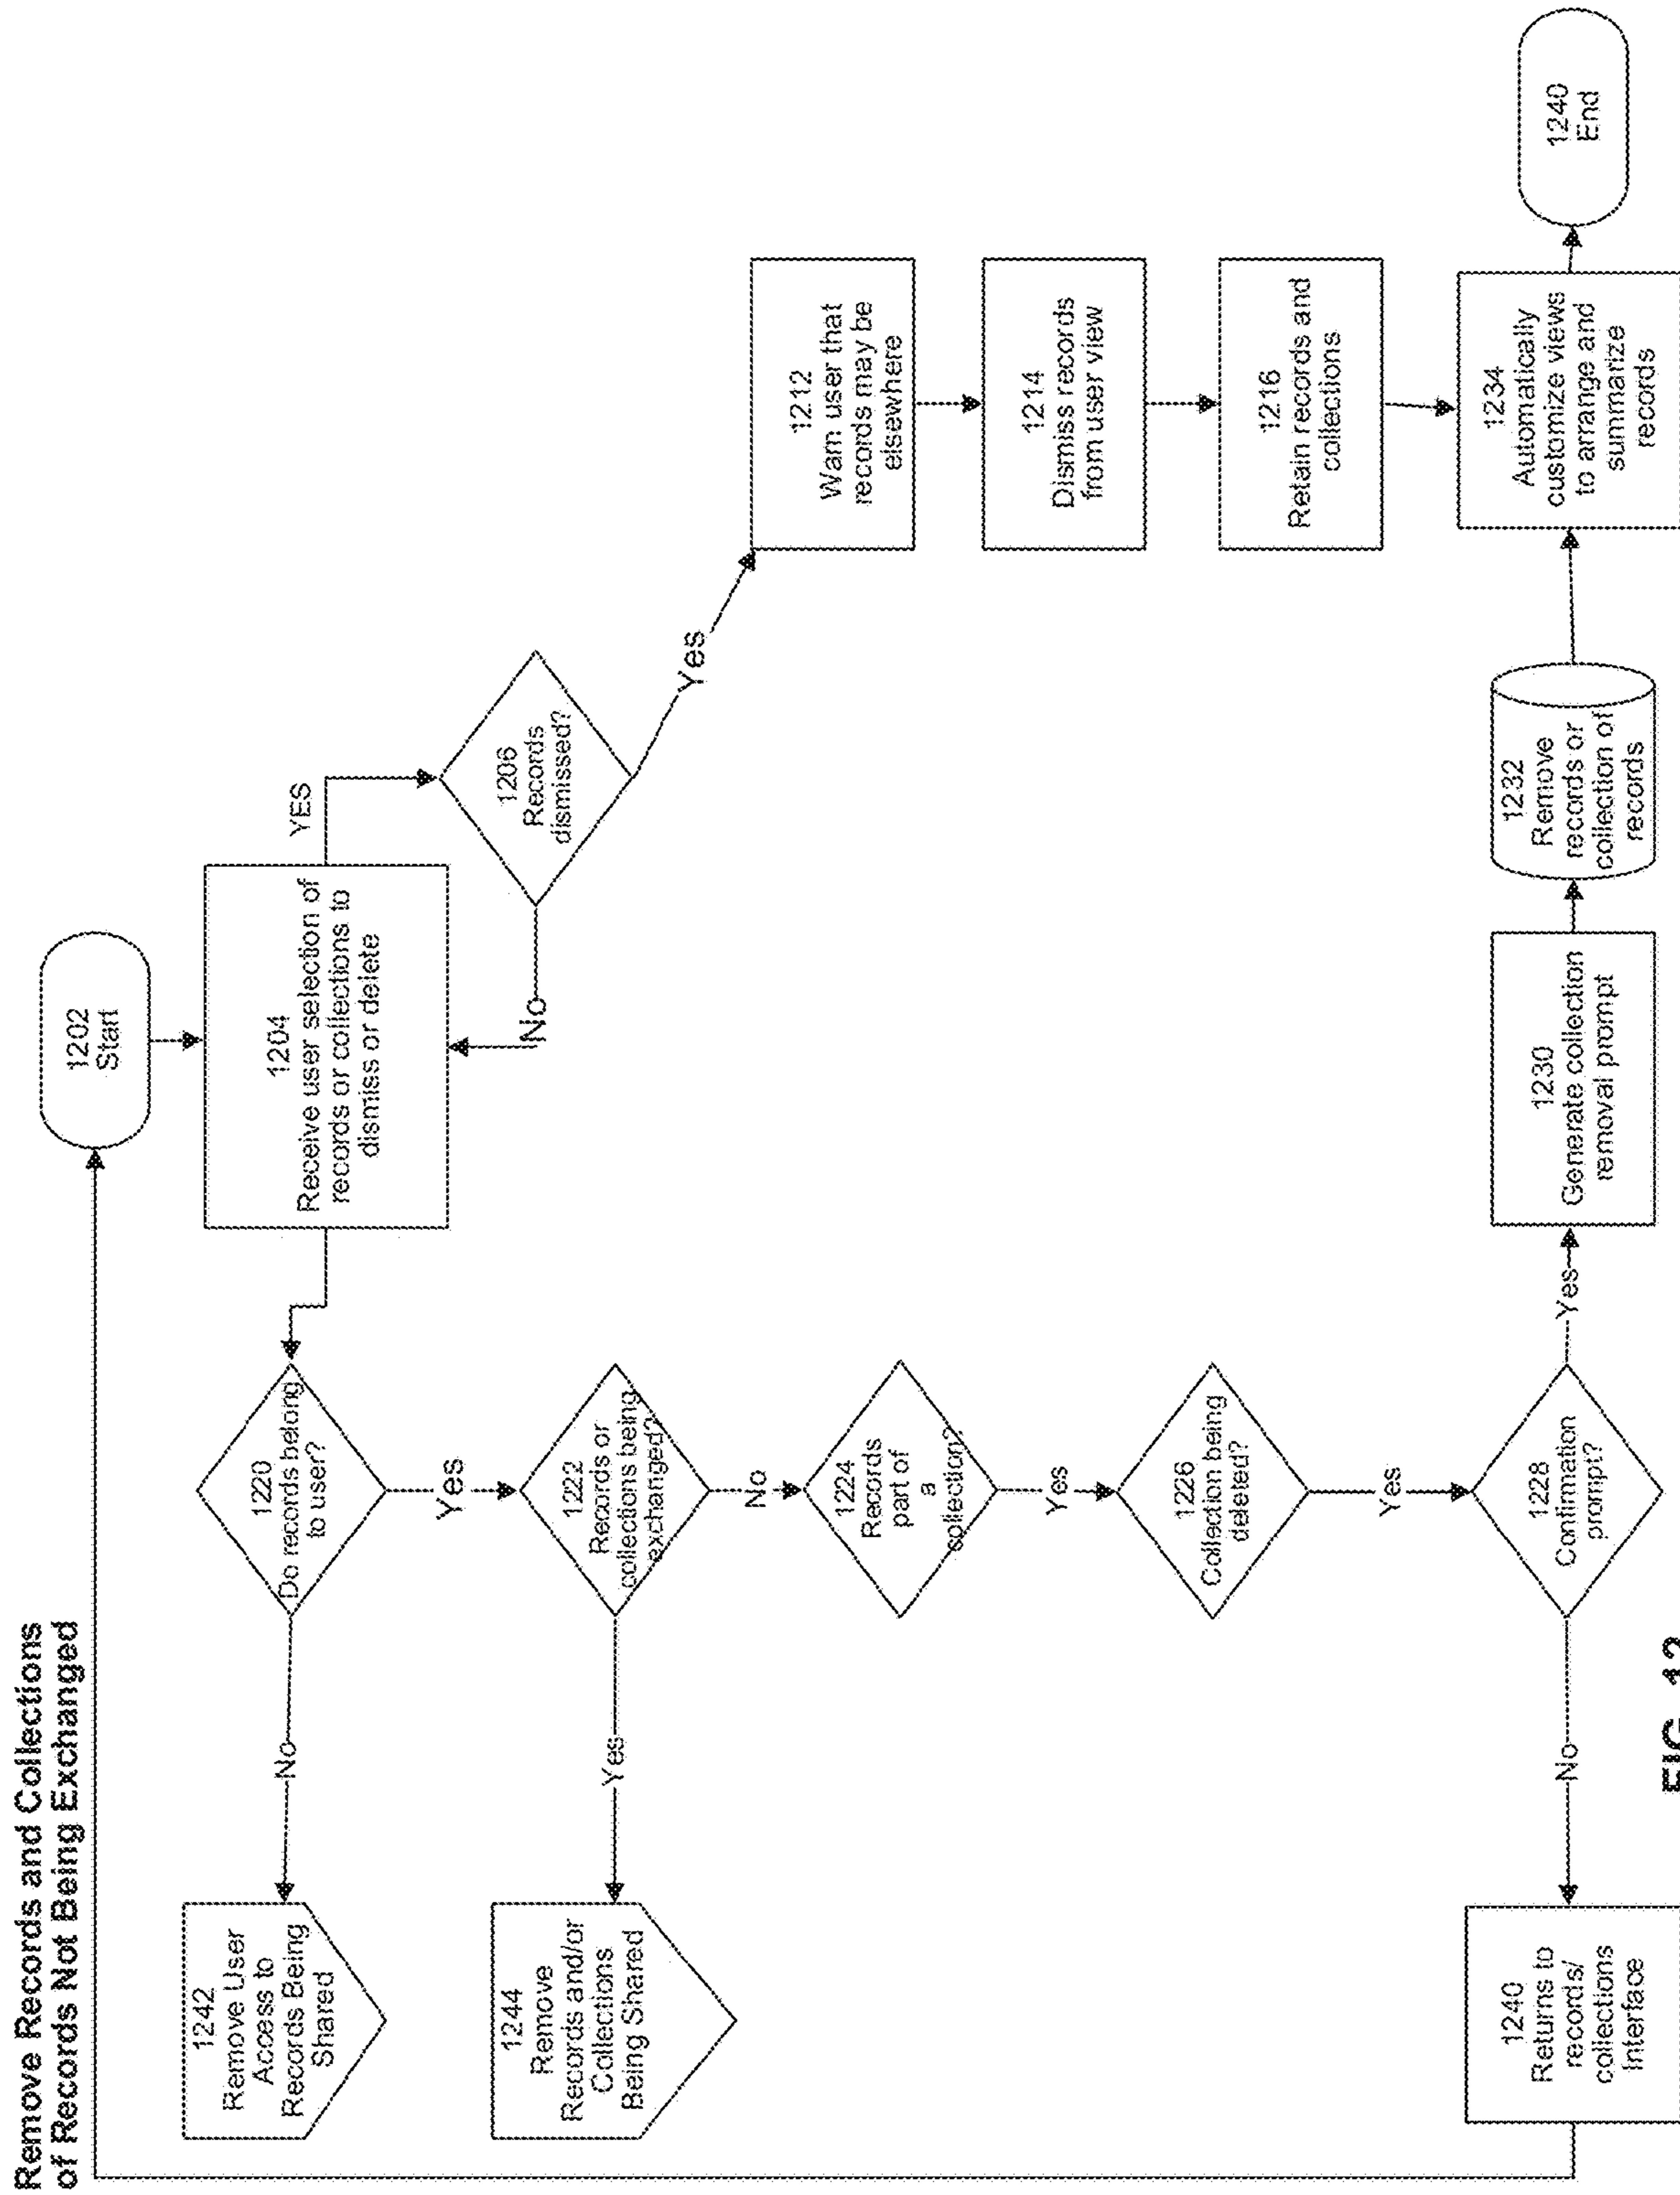 Remove Records and Collections
of Records Not Being Exchanged
1202
Start
1204
Receive user selection of
records or collections to
dismiss or delete
YES
1206
Records
dismissed?
No
Yes
1212
Warn user that
records may be
elsewhere
1214
Dismiss records
from user view
1216
Retain records and
collections
1220
Do records belong
to user?
No
1242
Remove User
Access to
Records Being
Shared
Yes
1222
Records or
collections being
exchanged?
Yes
1244
Remove
Records and/or
Collections
Being Shared
No
1224
Records
part of
a
collection?
Yes
1226
Collection being
deleted?
Yes
1228
Confirmation
prompt?
No
1240
Returns to
records/
collections
Interface
Yes
1230
Generate collection
removal prompt
1232
Remove
records or
collection of
records
1234
Automatically
customize views
to arrange and
summarize
records
1240
End